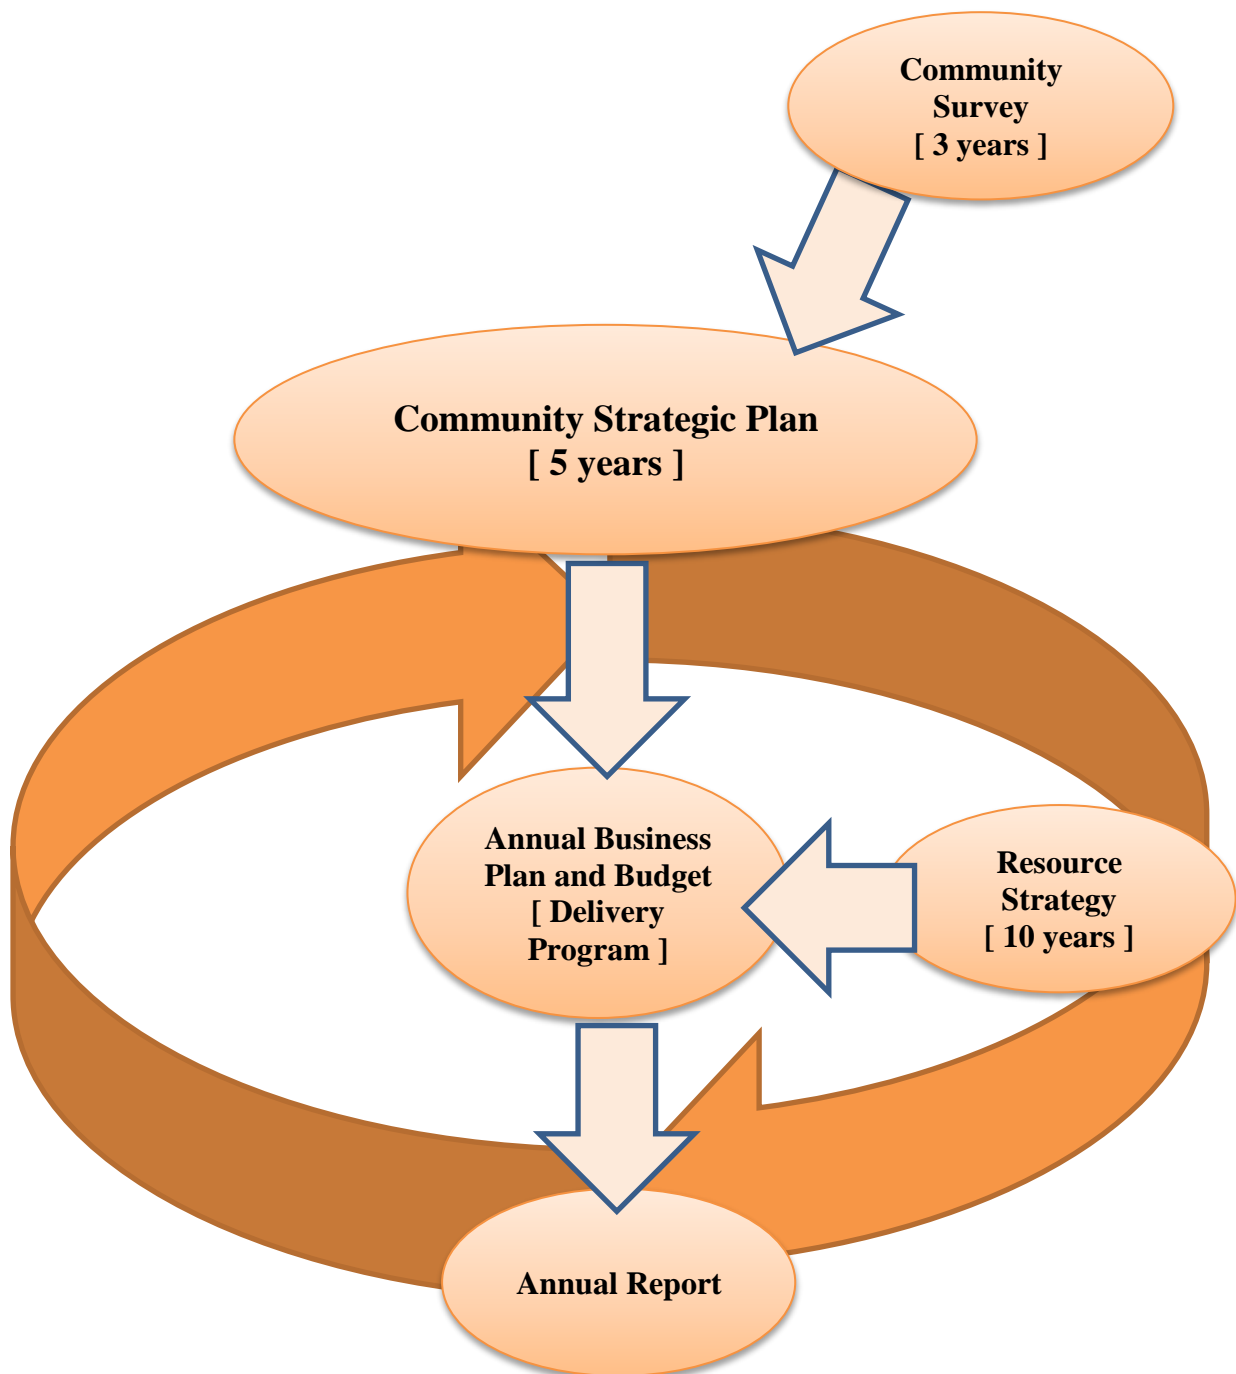 Community
Survey
[ 3 years ]
Community Strategic Plan
[ 5 years ]
Annual Business
Plan and Budget
[ Delivery
Program ]
Resource
Strategy
[ 10 years ]
Annual Report